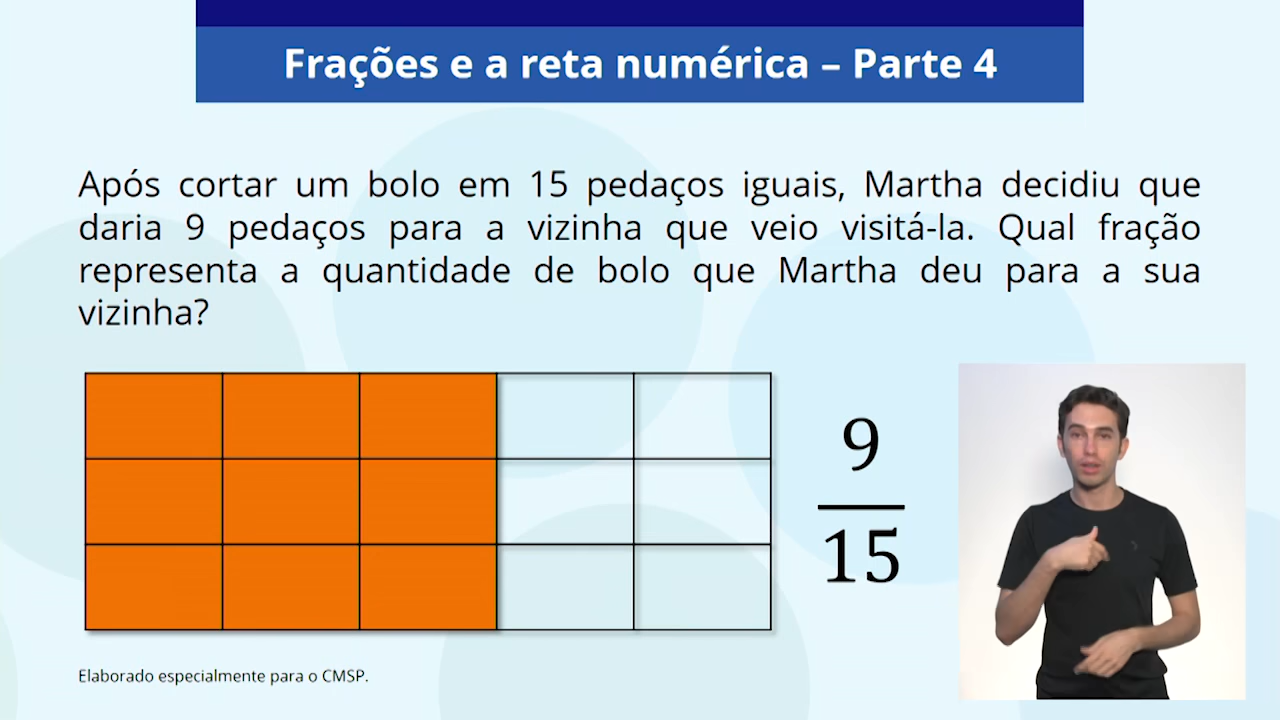 Frações e a reta numérica – Parte 4
Após cortar um bolo em 15 pedaços iguais, Martha decidiu que
daria 9 pedaços para a vizinha que veio visitá-la. Qual fração
representa a quantidade de bolo que Martha deu para a sua
vizinha?
9
15
Elaborado especialmente para o CMSP.